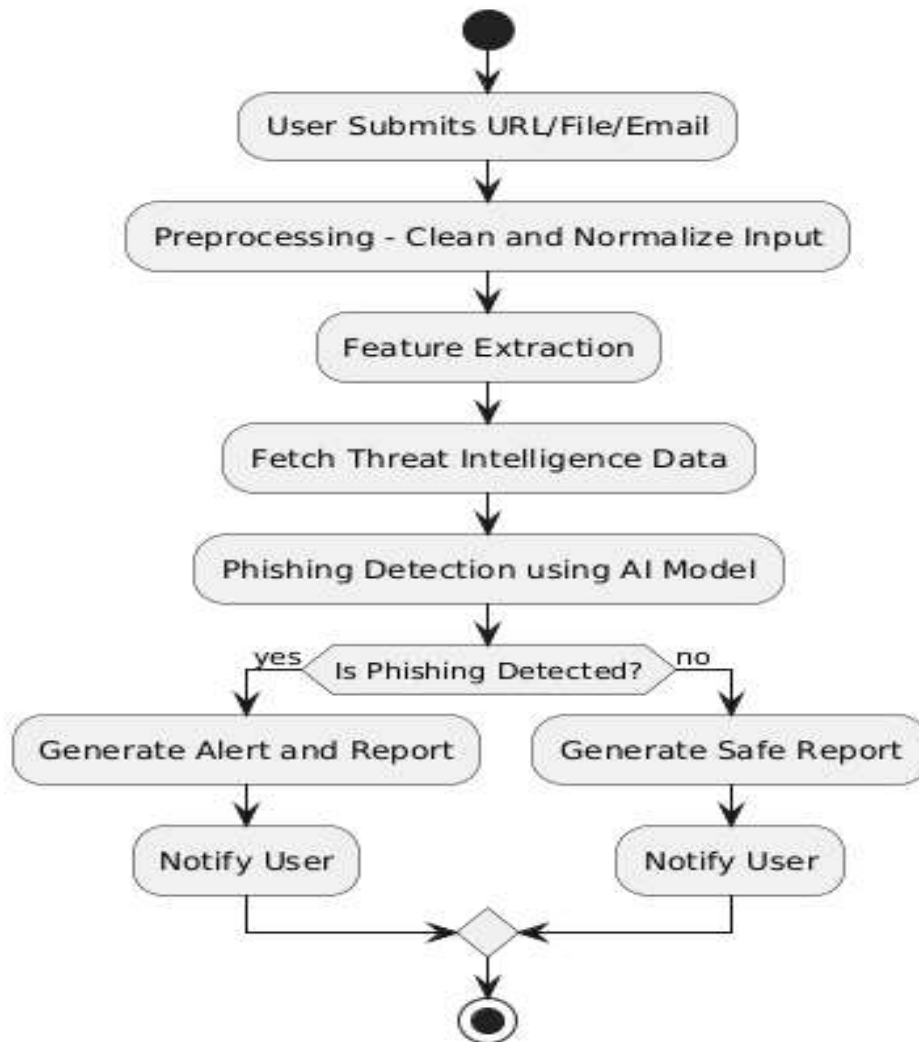 User Submits URL/File/Email
Preprocessing - Clean and Normalize Input
Feature Extraction
Fetch Threat Intelligence Data
Phishing Detection using AI Model
yes
Is Phishing Detected?
no
Generate Alert and Report
Generate Safe Report
Notify User
Notify User